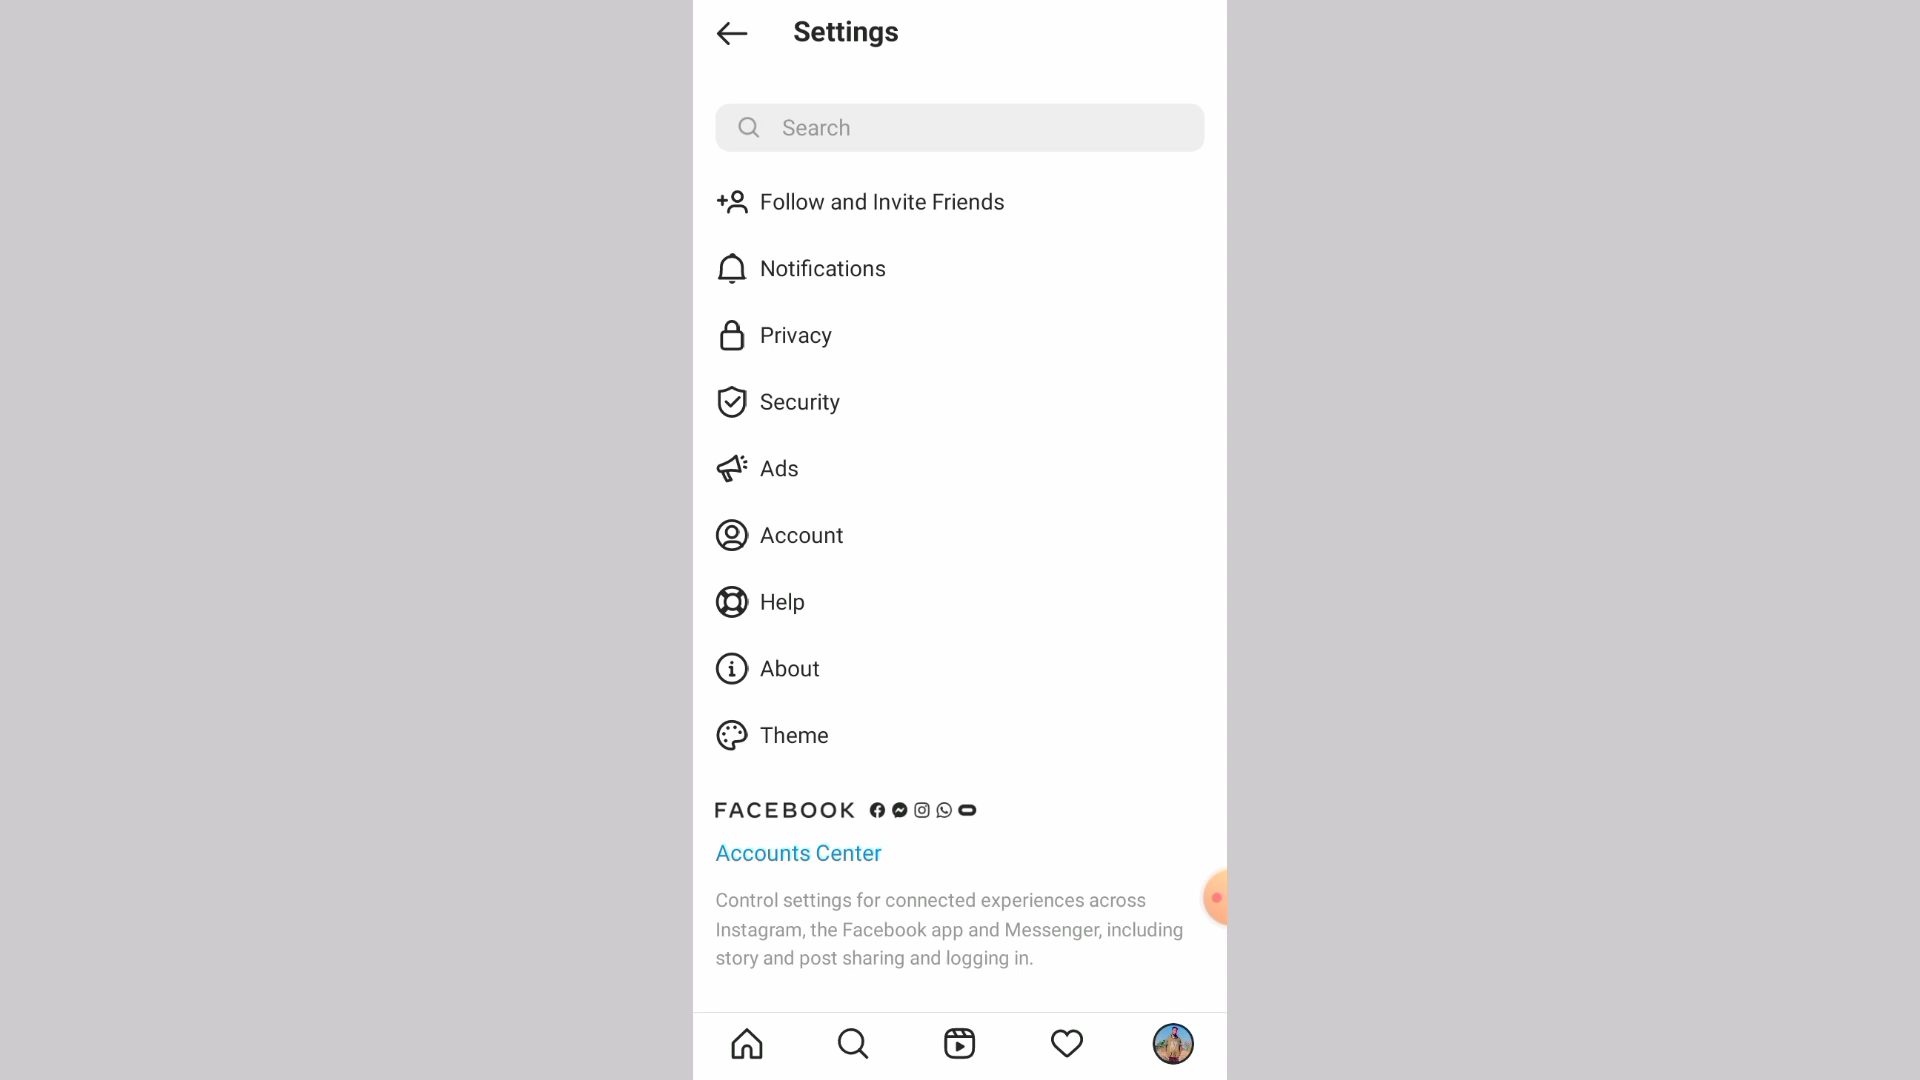 Settings
Search
Follow and Invite Friends
Notifications
Privacy
Security
Ads
Account
Help
About
Theme
FACEBOOK
Accounts Center
Control settings for connected experiences across
Instagram, the Facebook app and Messenger, including
story and post sharing and logging in.